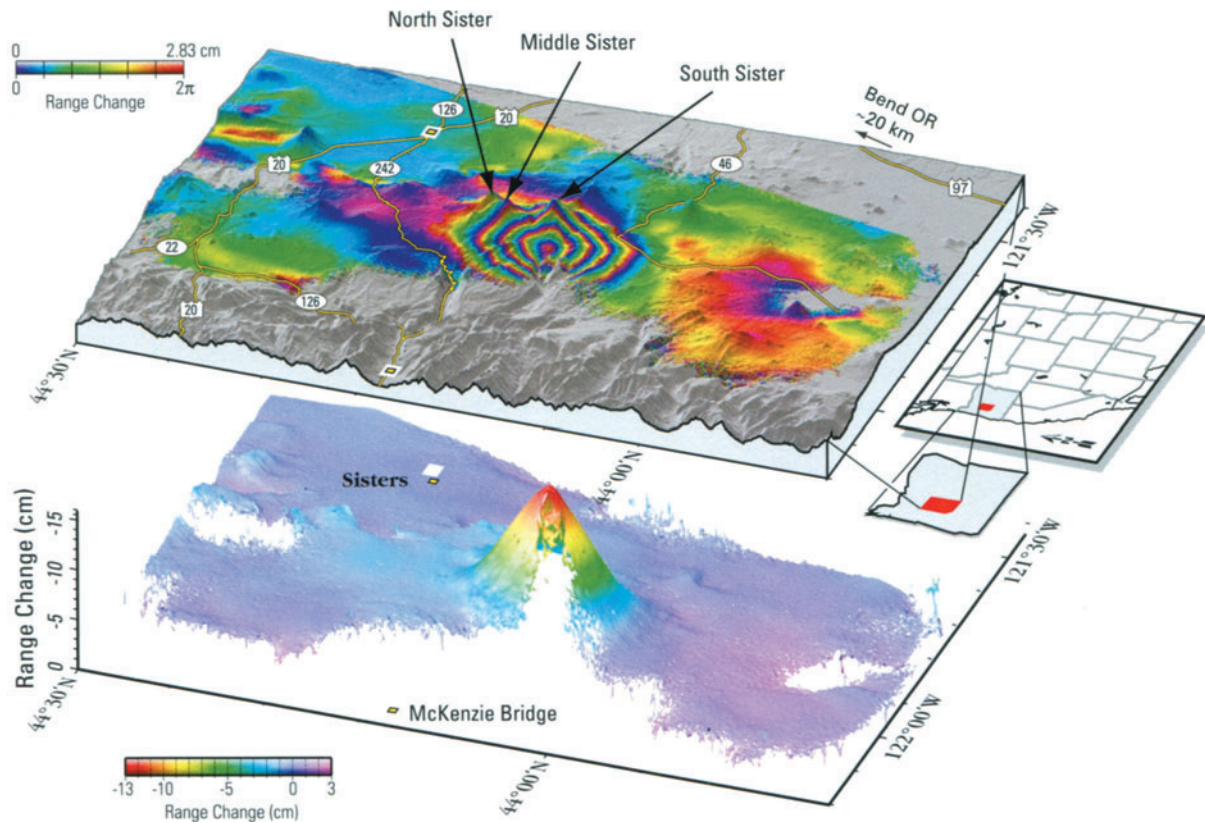 North Sister
Middle Sister
South Sister
0 2.83 cm
0 2π
Range Change
Bend OR
~20 km
126
20
20
242
46
97
22
126
20
44°30'N
44°00'N
121°30'W
N
Sisters
Range Change (cm)
-15
-10
-5
0
44°30'N
McKenzie Bridge
44°00'N
122°00'W
121°30'W
-13 -10 -5 0 3
Range Change (cm)